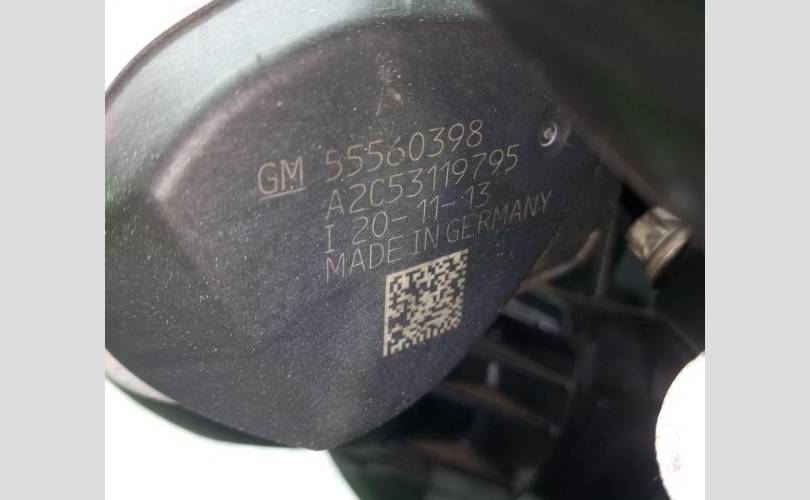 GM 55560398
A2C53119795
I 20-11-13
MADE IN GERMANY